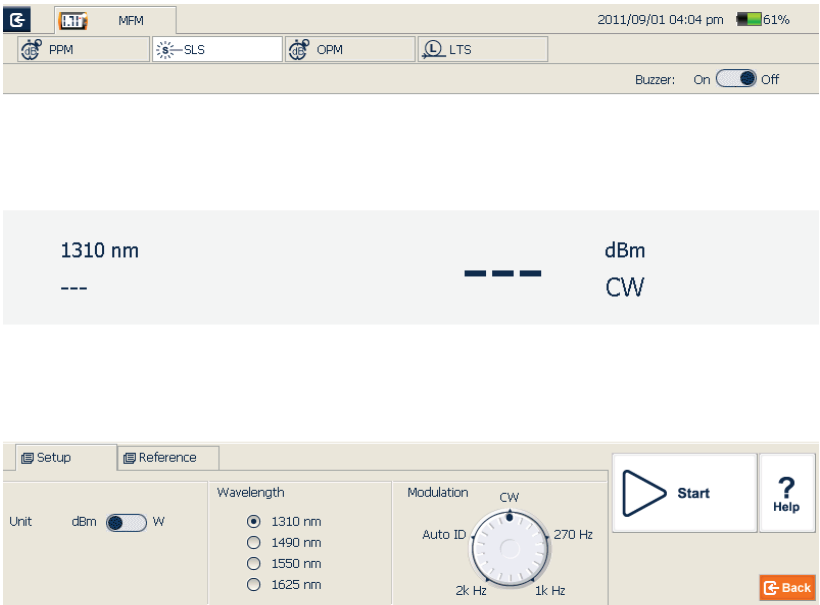 MFM 2011/09/01 04:04 pm 61%
PPM SLS OPM LTS
Buzzer: On Off
1310 nm --- dBm
--- CW
Setup Reference
Unit dBm W
Wavelength
1310 nm
1490 nm
1550 nm
1625 nm
Modulation
CW
Auto ID 270 Hz
2k Hz 1k Hz
Start
? Help
Back